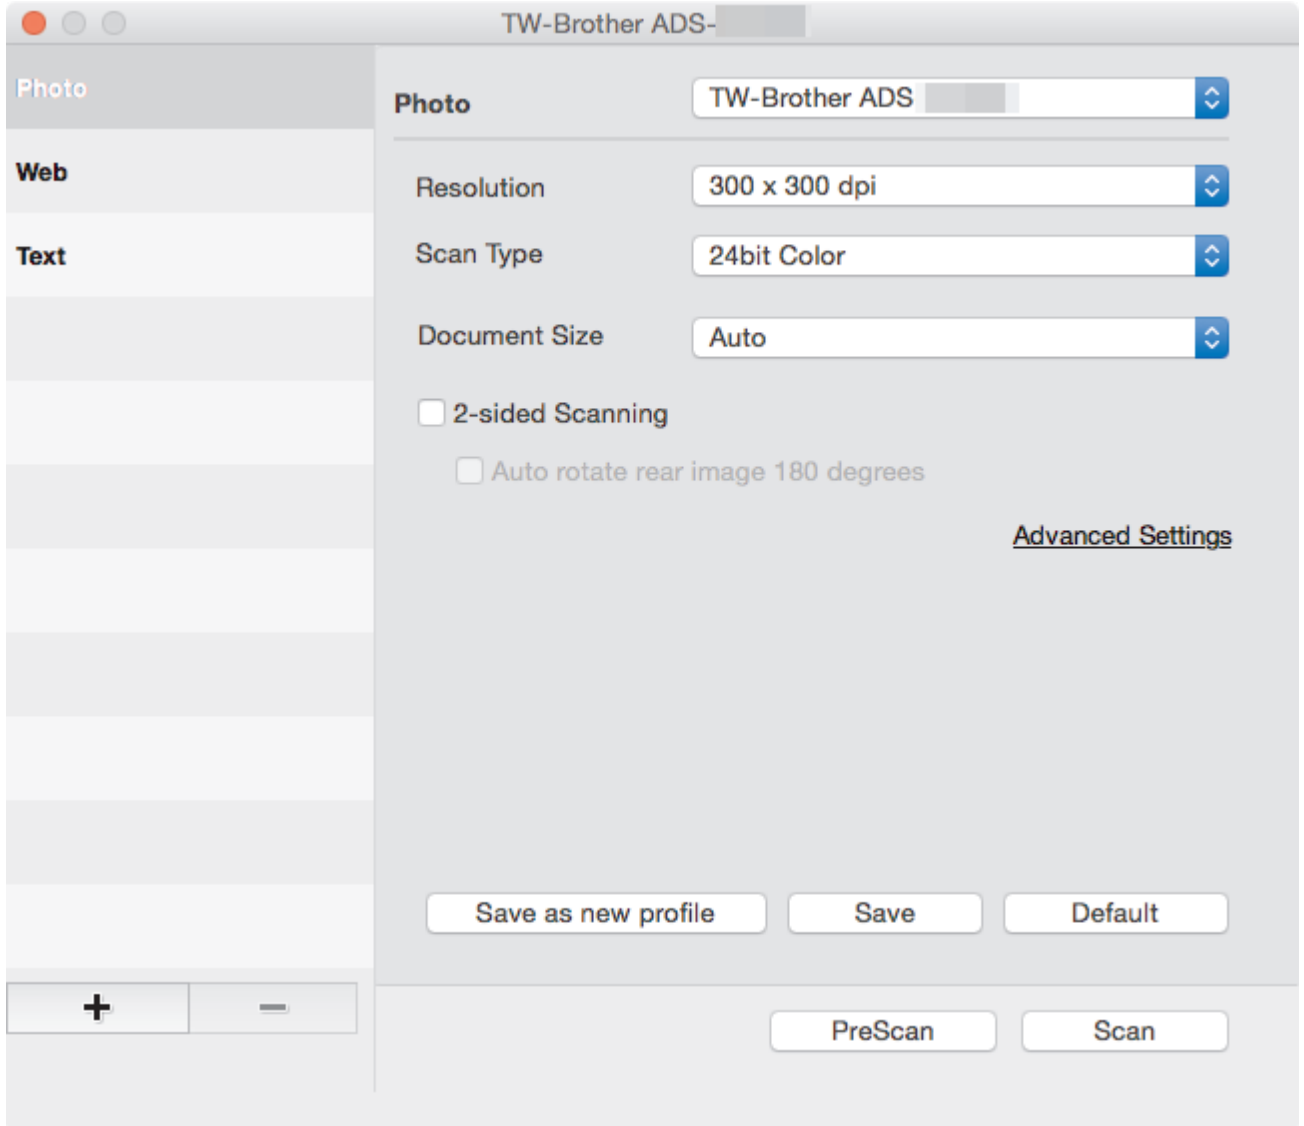 TW-Brother ADS-
Photo
Web
Text
Photo
TW-Brother ADS
Resolution
300 x 300 dpi
Scan Type
24bit Color
Document Size
Auto
2-sided Scanning
Auto rotate rear image 180 degrees
Advanced Settings
Save as new profile
Save
Default
+
−
PreScan
Scan